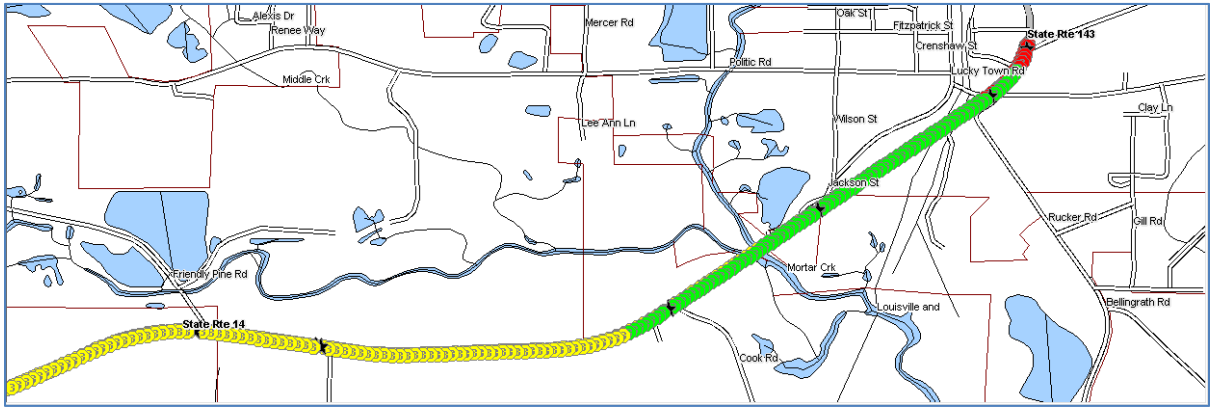 Alexis Dr
Renee Way
Mercer Rd
Oak St
Fitzpatrick St
State Rte 143
Crenshaw St
Politic Rd
Lucky Town Rd
Middle Crk
Clay Ln
Lee Ann Ln
Wilson St
Jackson St
Rucker Rd
Gill Rd
Friendly Pine Rd
Mortar Crk
Louisville and
Bellingrath Rd
State Rte 14
Cook Rd